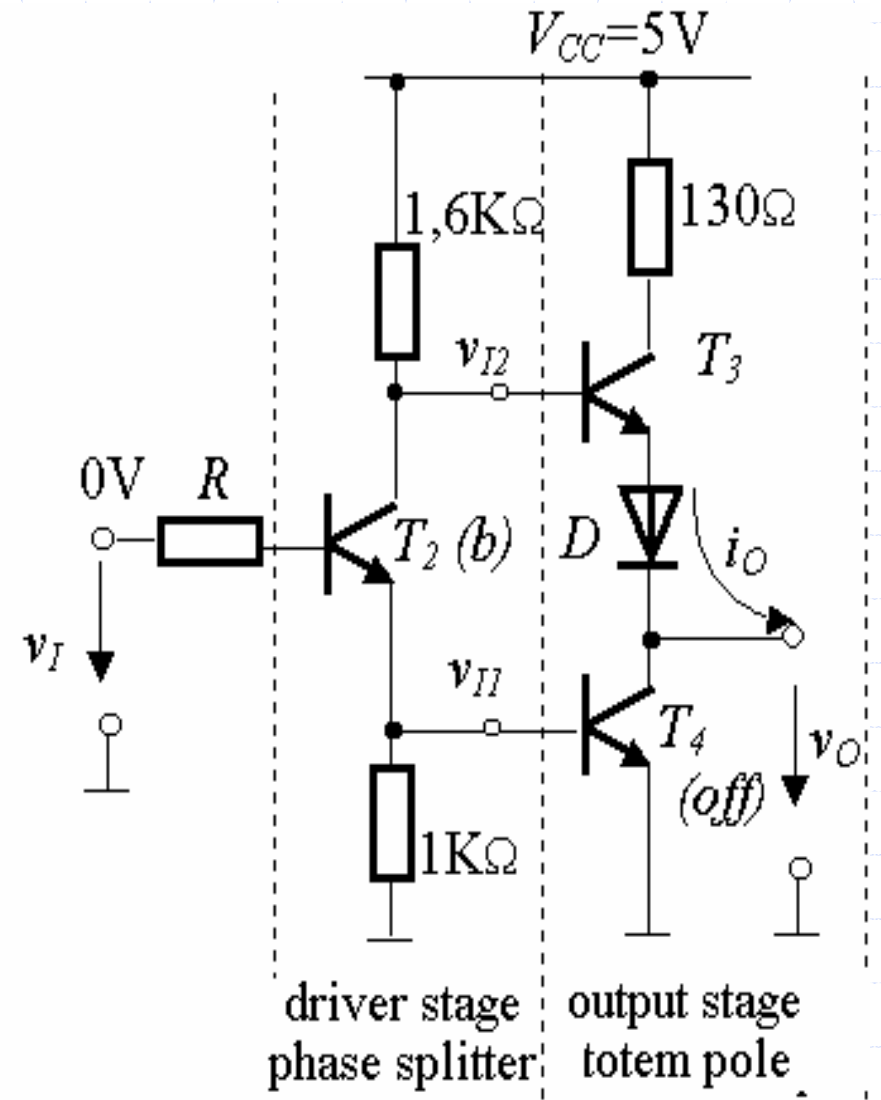 VCC=5V
1,6KΩ
130Ω
vI2
T3
0V
R
T2 (b)
D
iO
vI
vI1
T4
(off)
vO
1KΩ
driver stage
phase splitter
output stage
totem pole